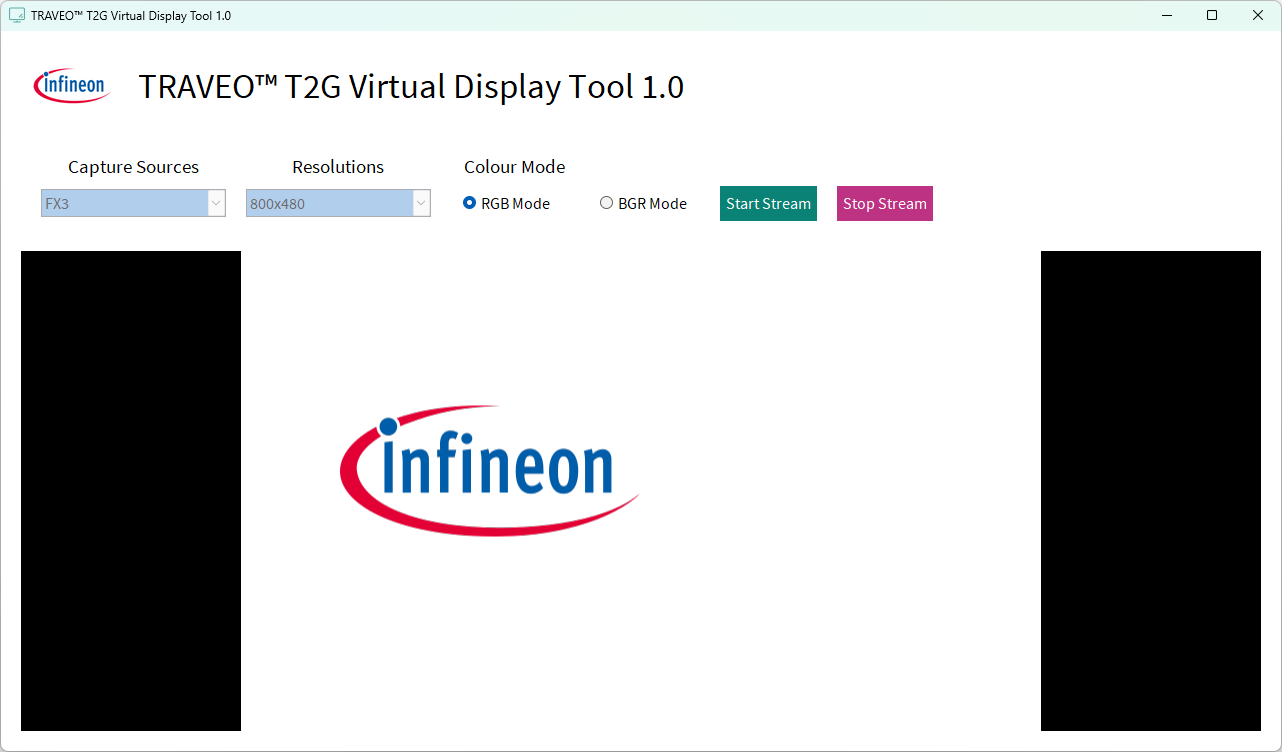 TRAVEO™ T2G Virtual Display Tool 1.0
infineon
TRAVEO™ T2G Virtual Display Tool 1.0
Capture Sources
Resolutions
Colour Mode
FX3
800x480
RGB Mode
BGR Mode
Start Stream
Stop Stream
infineon